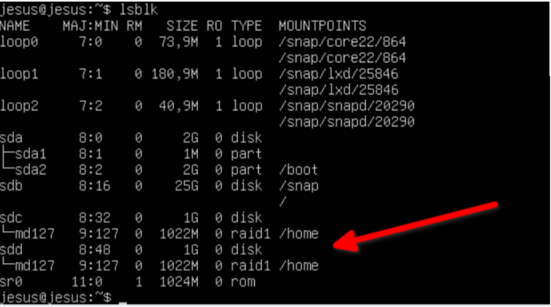 jesus@jesus:~$ lsblk
NAME MAJ:MIN RM SIZE RO TYPE MOUNTPOINTS
loop0 7:0 0 73,9M 1 loop /snap/core22/864
/snap/core22/864
loop1 7:1 0 180,9M 1 loop /snap/lxd/25846
/snap/lxd/25846
loop2 7:2 0 40,9M 1 loop /snap/snapd/20290
/snap/snapd/20290
sda 8:0 0 2G 0 disk
├─sda1 8:1 0 1M 0 part
└─sda2 8:2 0 2G 0 part /boot
sdb 8:16 0 25G 0 disk /snap
/
sdc 8:32 0 1G 0 disk
└─md127 9:127 0 1022M 0 raid1 /home
sdd 8:48 0 1G 0 disk
└─md127 9:127 0 1022M 0 raid1 /home
sr0 11:0 1 1024M 0 rom
jesus@jesus:~$ _